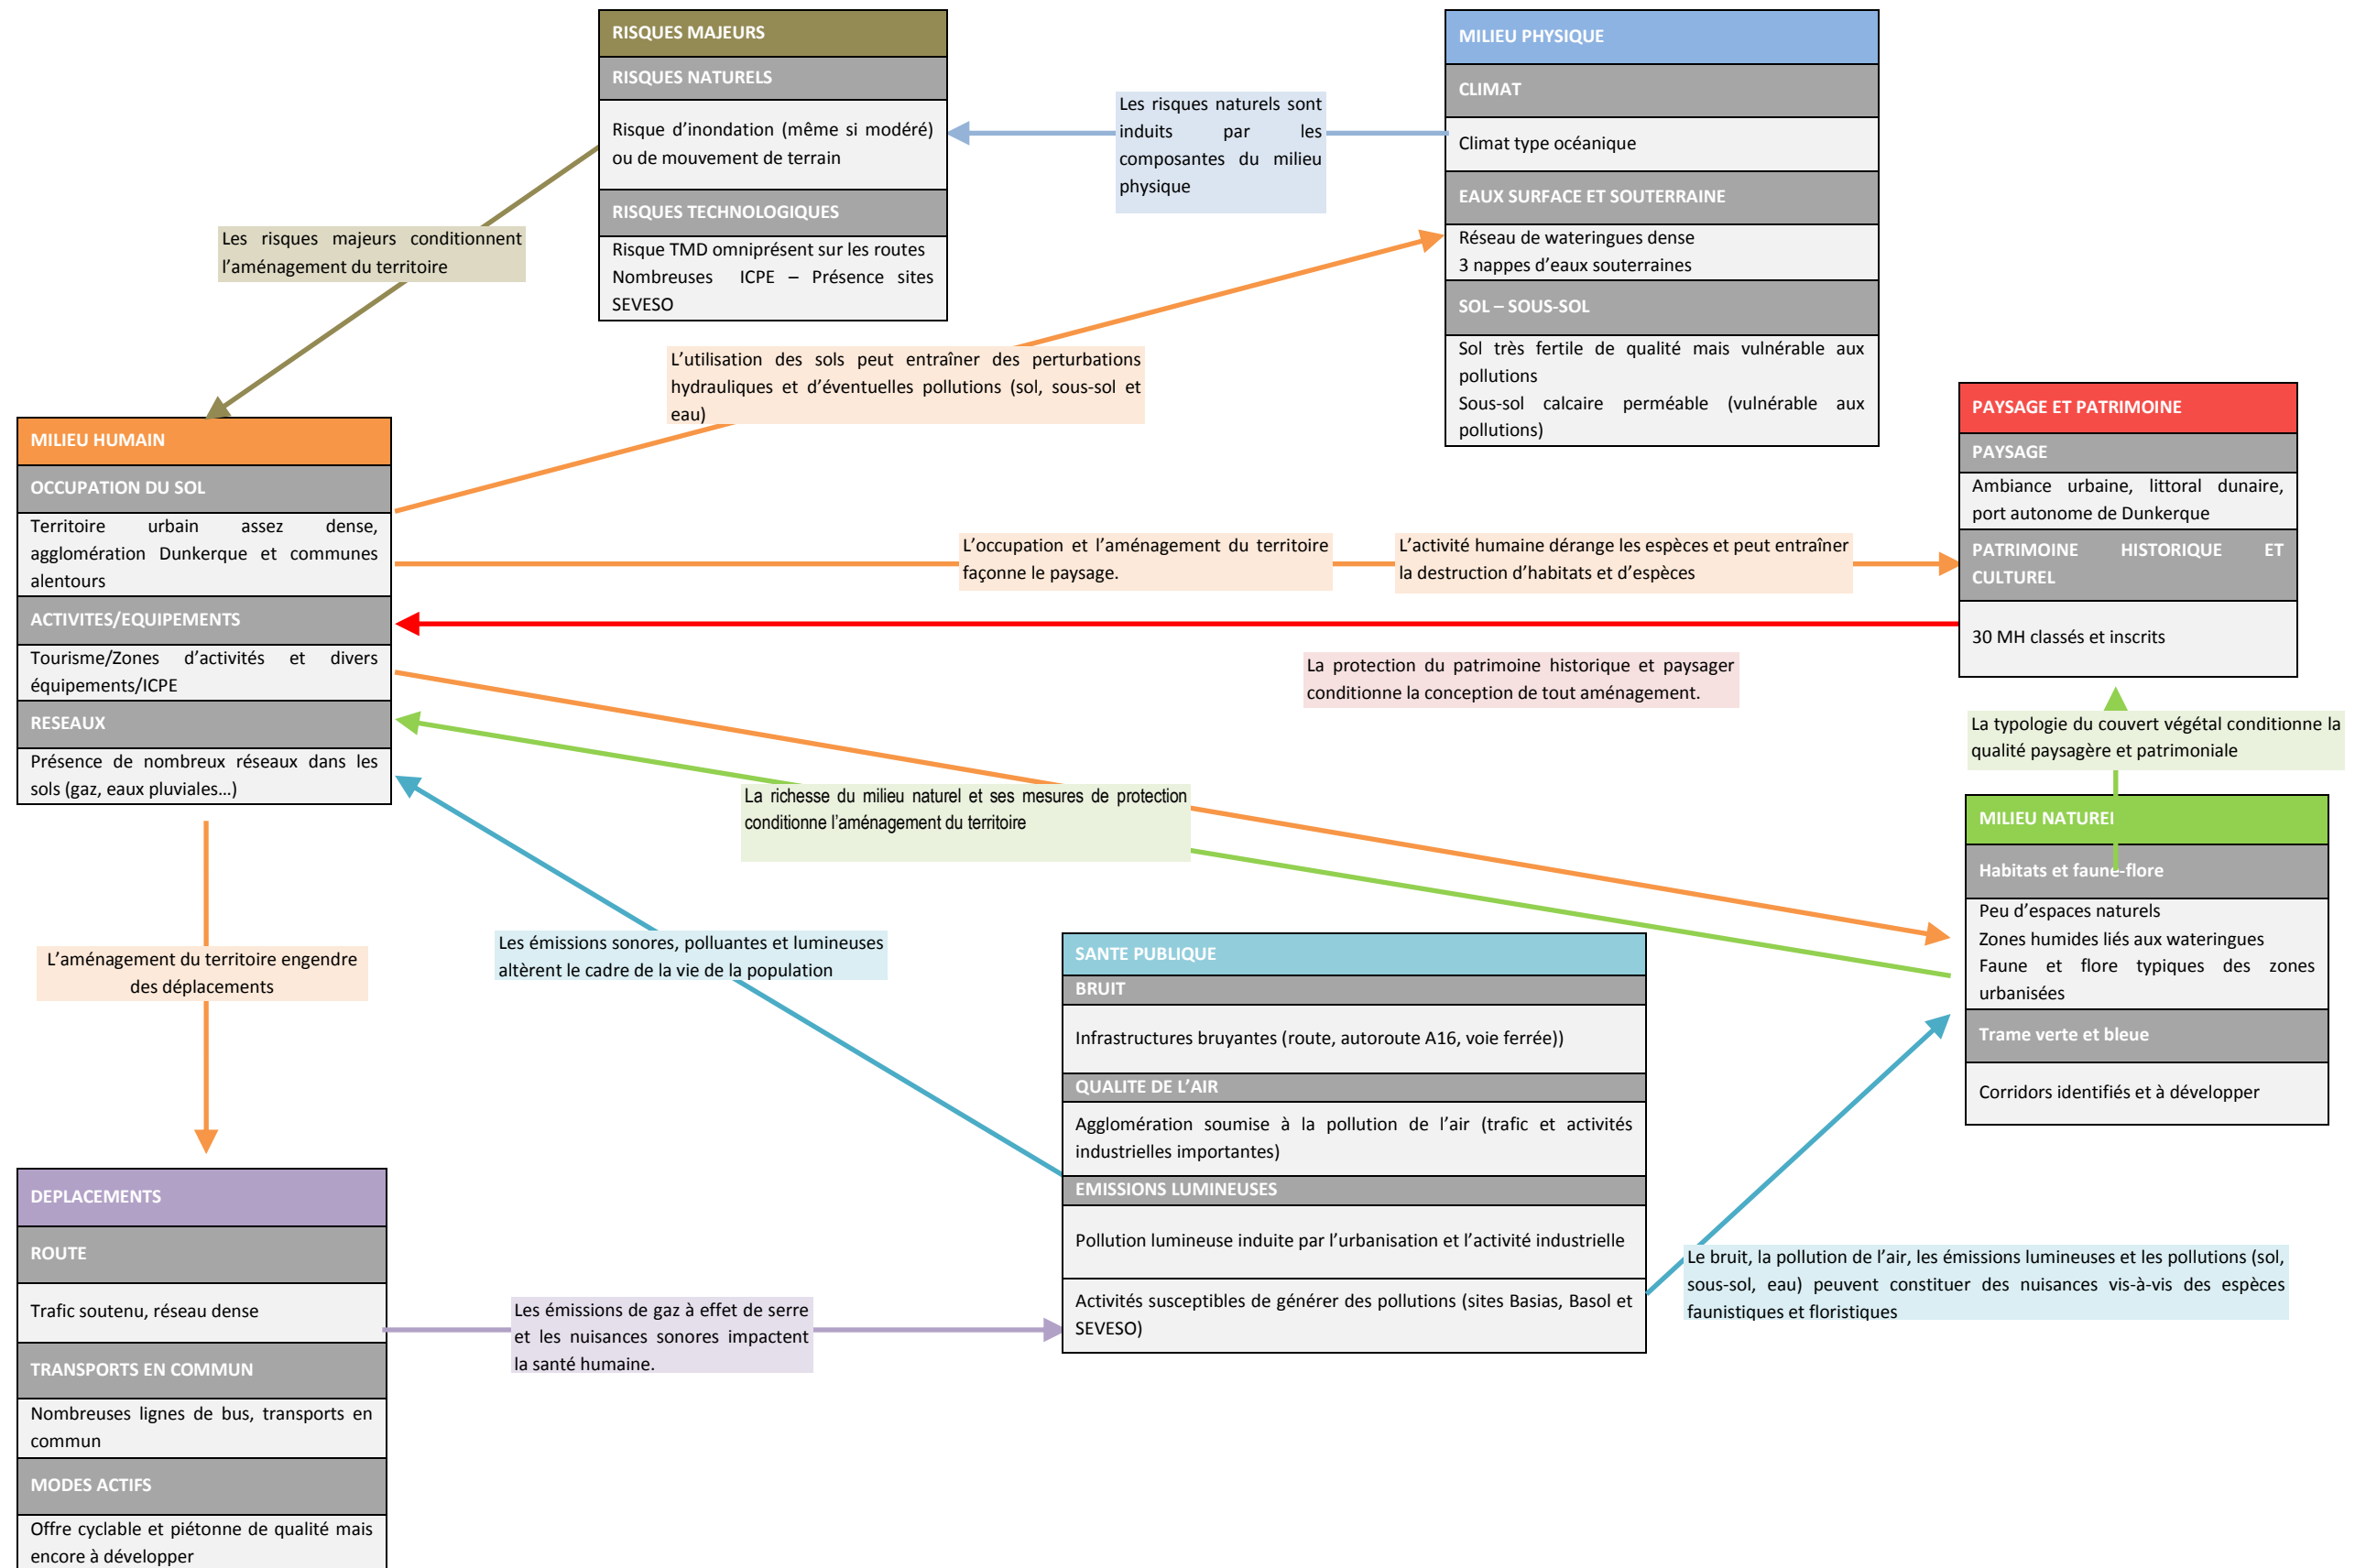 RISQUES MAJEURS
RISQUES NATURELS
Risque d’inondation (même si modéré)
ou de mouvement de terrain
RISQUES TECHNOLOGIQUES
Risque TMD omniprésent sur les routes
Nombreuses ICPE – Présence sites
SEVESO
Les risques naturels sont
induits par les
composantes du milieu
physique
MILIEU PHYSIQUE
CLIMAT
Climat type océanique
EAUX SURFACE ET SOUTERRAINE
Réseau de wateringues dense
3 nappes d’eaux souterraines
SOL – SOUS-SOL
Sol très fertile de qualité mais vulnérable aux
pollutions
Sous-sol calcaire perméable (vulnérable aux
pollutions)
Les risques majeurs conditionnent
l’aménagement du territoire
L’utilisation des sols peut entraîner des perturbations
hydrauliques et d’éventuelles pollutions (sol, sous-sol et
eau)
MILIEU HUMAIN
OCCUPATION DU SOL
Territoire urbain assez dense,
agglomération Dunkerque et communes
alentours
ACTIVITES/EQUIPEMENTS
Tourisme/Zones d’activités et divers
équipements/ICPE
RESEAUX
Présence de nombreux réseaux dans les
sols (gaz, eaux pluviales…)
L’occupation et l’aménagement du territoire
façonne le paysage.
L’activité humaine dérange les espèces et peut entraîner
la destruction d’habitats et d’espèces
PAYSAGE ET PATRIMOINE
PAYSAGE
Ambiance urbaine, littoral dunaire,
port autonome de Dunkerque
PATRIMOINE HISTORIQUE ET
CULTUREL
30 MH classés et inscrits
La protection du patrimoine historique et paysager
conditionne la conception de tout aménagement.
La typologie du couvert végétal conditionne la
qualité paysagère et patrimoniale
La richesse du milieu naturel et ses mesures de protection
conditionne l’aménagement du territoire
MILIEU NATUREL
Habitats et faune-flore
Peu d’espaces naturels
Zones humides liés aux wateringues
Faune et flore typiques des zones
urbanisées
Trame verte et bleue
Corridors identifiés et à développer
Les émissions sonores, polluantes et lumineuses
altèrent le cadre de la vie de la population
L’aménagement du territoire engendre
des déplacements
SANTE PUBLIQUE
BRUIT
Infrastructures bruyantes (route, autoroute A16, voie ferrée))
QUALITE DE L’AIR
Agglomération soumise à la pollution de l’air (trafic et activités
industrielles importantes)
EMISSIONS LUMINEUSES
Pollution lumineuse induite par l’urbanisation et l’activité industrielle
Activités susceptibles de générer des pollutions (sites Basias, Basol et
SEVESO)
Le bruit, la pollution de l’air, les émissions lumineuses et les pollutions (sol,
sous-sol, eau) peuvent constituer des nuisances vis-à-vis des espèces
faunistiques et floristiques
DEPLACEMENTS
ROUTE
Trafic soutenu, réseau dense
TRANSPORTS EN COMMUN
Nombreuses lignes de bus, transports en
commun
MODES ACTIFS
Offre cyclable et piétonne de qualité mais
encore à développer
Les émissions de gaz à effet de serre
et les nuisances sonores impactent
la santé humaine.